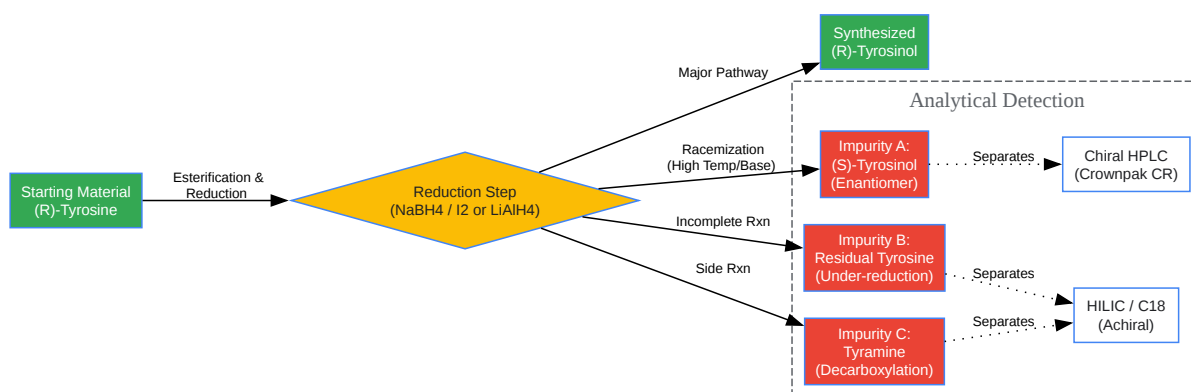 Starting Material
(R)-Tyrosine
Esterification &
Reduction
Reduction Step
(NaBH4 / I2 or LiAlH4)
Major Pathway
Synthesized
(R)-Tyrosinol
Analytical Detection
Racemization
(High Temp/Base)
Impurity A:
(S)-Tyrosinol
(Enantiomer)
Separates
Chiral HPLC
(Crownpak CR)
Incomplete Rxn
Impurity B:
Residual Tyrosine
(Under-reduction)
Separates
Side Rxn
Impurity C:
Tyramine
(Decarboxylation)
Separates
HILIC / C18
(Achiral)